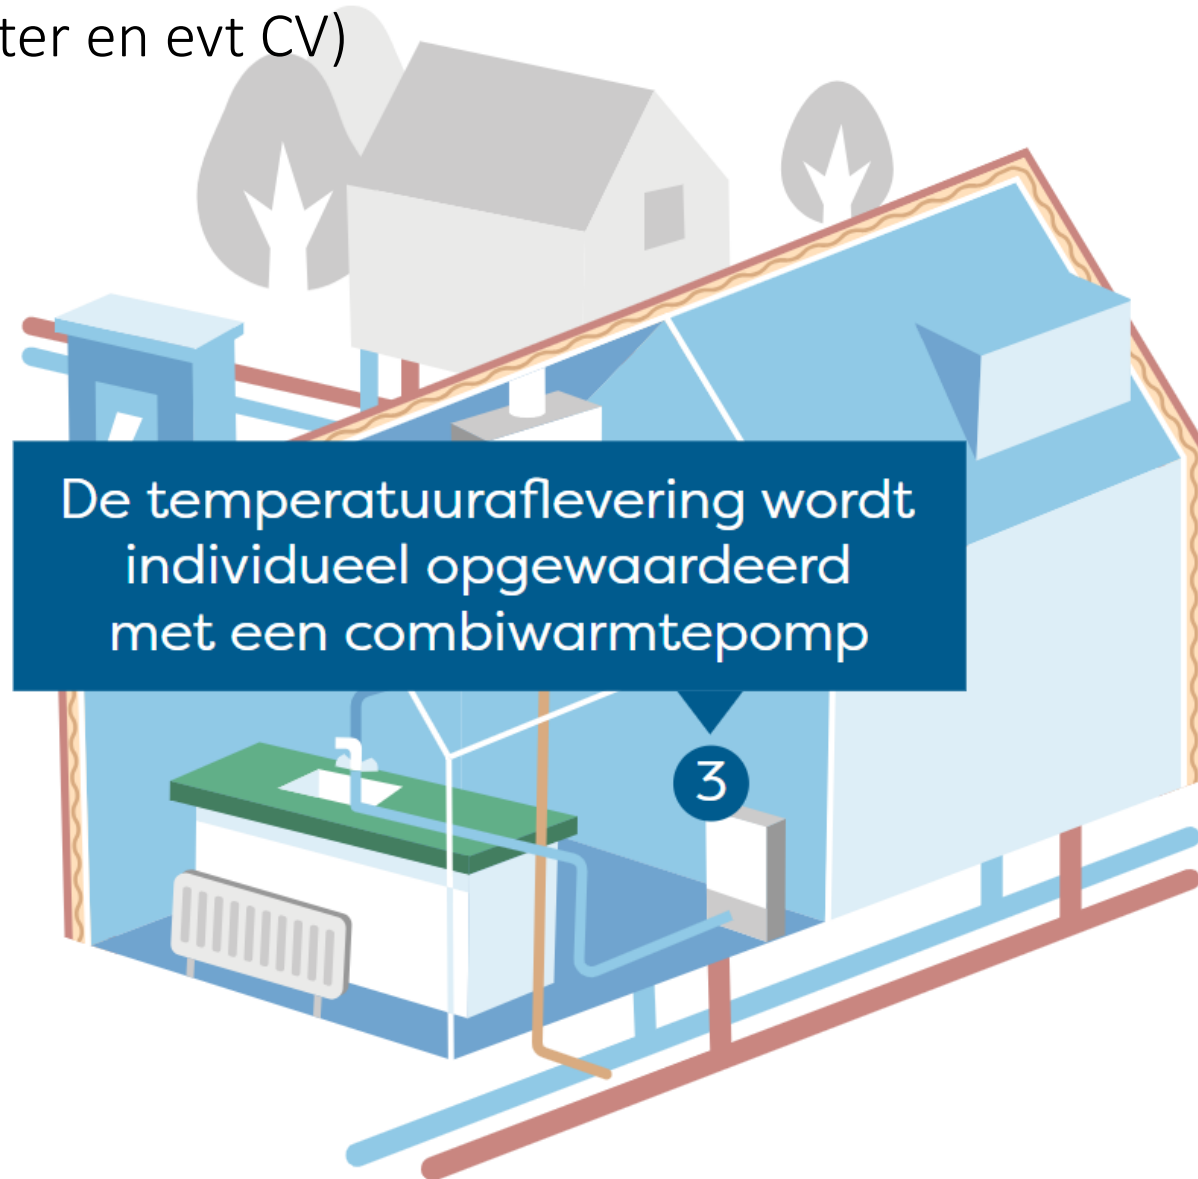 ter en evt CV)
De temperatuuraflevering wordt
individueel opgewaardeerd
met een combiwarmtepomp
3